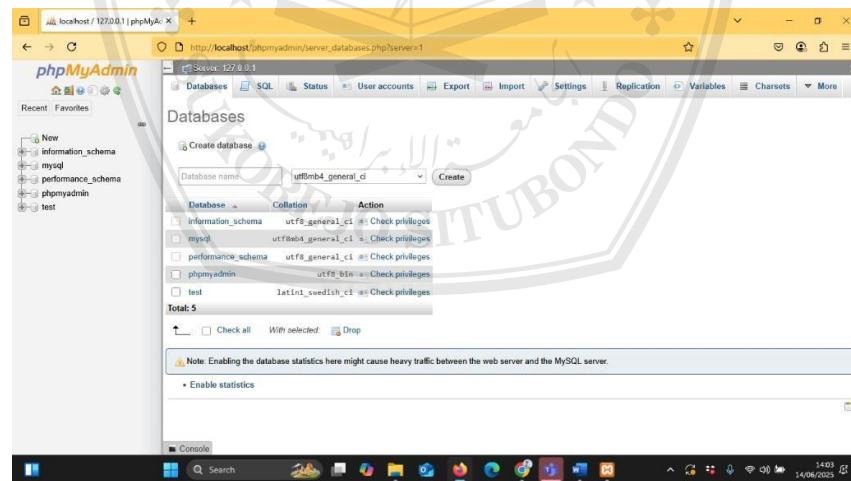 localhost / 127.0.0.1 | phpMyAd
http://localhost/phpmyadmin/server_databases.php?server=1
phpMyAdmin
Recent Favorites
New
information_schema
mysql
performance_schema
phpmyadmin
test
Server: 127.0.0.1
Databases SQL Status User accounts Export Import Settings Replication Variables Charsets More
Databases
Create database
Database name utf8mb4_general_ci Create
Database Collation Action
information_schema utf8_general_ci Check privileges
mysql utf8mb4_general_ci Check privileges
performance_schema utf8_general_ci Check privileges
phpmyadmin utf8_bin Check privileges
test latin1_swedish_ci Check privileges
Total: 5
Check all With selected: Drop
Note: Enabling the database statistics here might cause heavy traffic between the web server and the MySQL server.
• Enable statistics
Console
Search
14:03
14/06/2025
SUKOREJO SITUBONDO